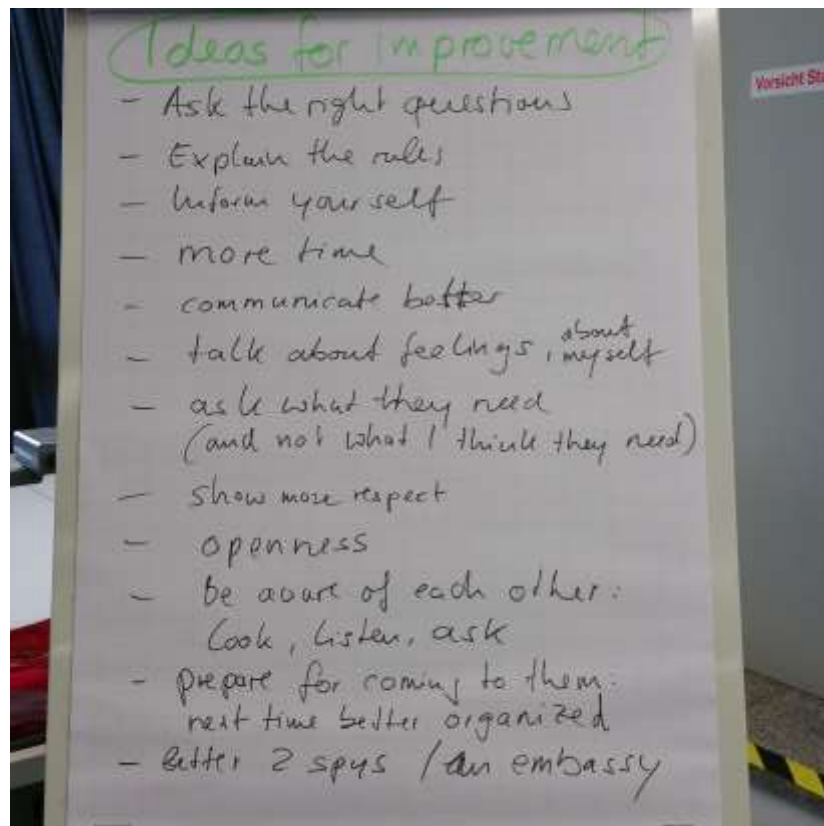 Ideas for improvement
Vorsicht Stu
- Ask the right questions
- Explain the rules
- Inform yourself
- more time
- communicate better
about
- talk about feelings, myself
- ask what they need
(and not what I think they need)
- show more respect
- openness
- be aware of each other:
Look, listen, ask
- prepare for coming to them:
next time better organized
- Better 2 spys / an embassy